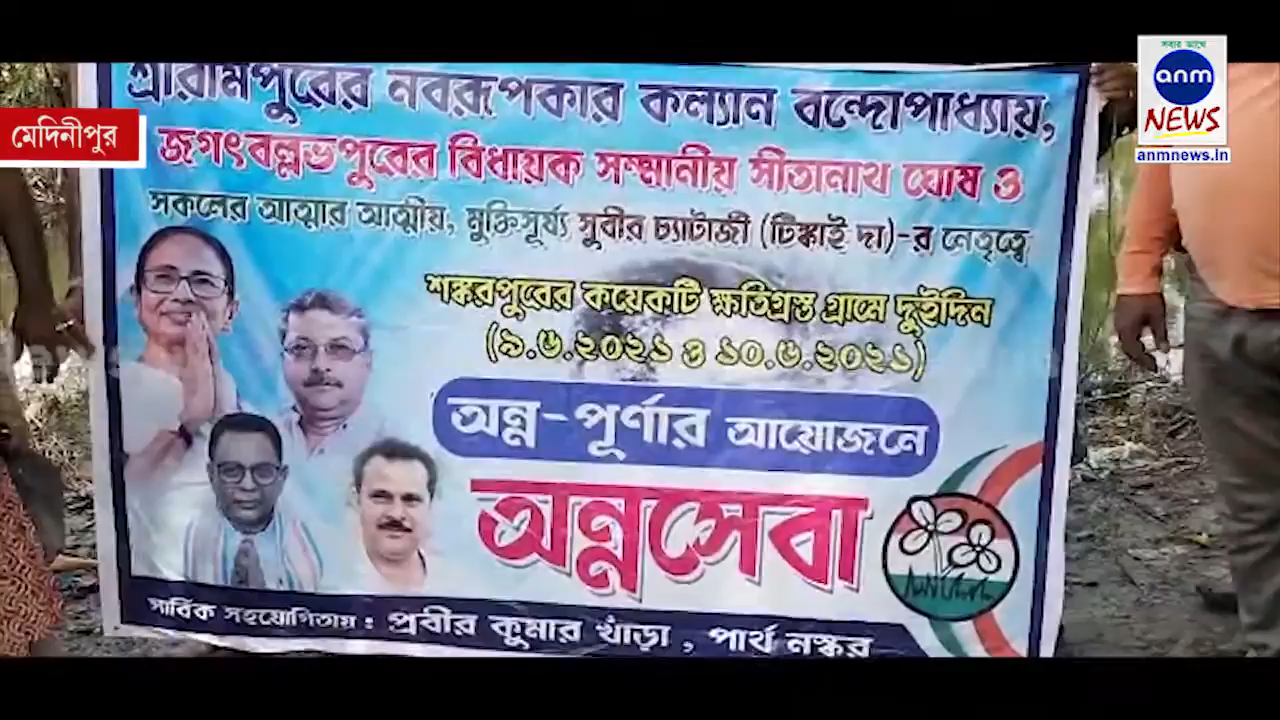 সবার আগে
anm
NEWS
anmnews.in
মেদিনীপুর
শ্রীরামপুরের নবরূপকার কল্যান বন্দোপাধ্যায়,
জগৎবল্লভপুরের বিধায়ক সম্মানীয় সীতানাথ ঘোষ ও
সকলের আত্মার আত্মীয়, মুক্তিসূর্য্য সুবীর চ্যাটার্জী (টিঙ্কাই দা)-র নেতৃত্বে
শঙ্করপুরের কয়েকটি ক্ষতিগ্রস্ত গ্রামে দুইদিন
(৯.৬.২০২১ ও ১০.৬.২০২১)
অন্ন-পূর্ণার আয়োজনে
অন্নসেবা
সার্বিক সহযোগিতায় : প্রবীর কুমার খাঁড়া , পার্থ নস্কর